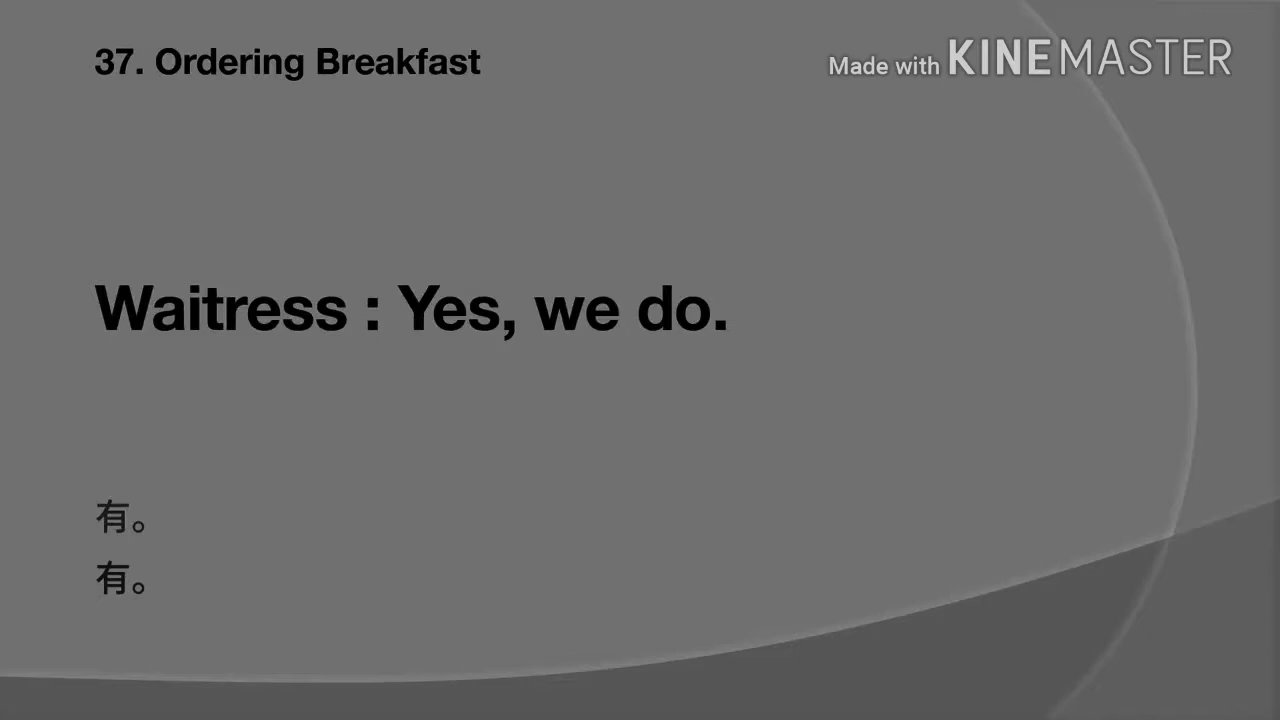 37. Ordering Breakfast
Made with KINEMASTER
Waitress : Yes, we do.
有。
有。